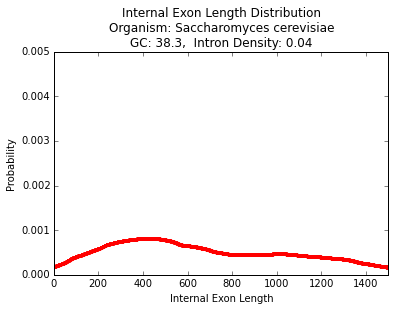 Internal Exon Length Distribution
Organism: Saccharomyces cerevisiae
GC: 38.3,  Intron Density: 0.04
0.005
0.004
0.003
0.002
0.001
0.000
Probability
0 200 400 600 800 1000 1200 1400
Internal Exon Length